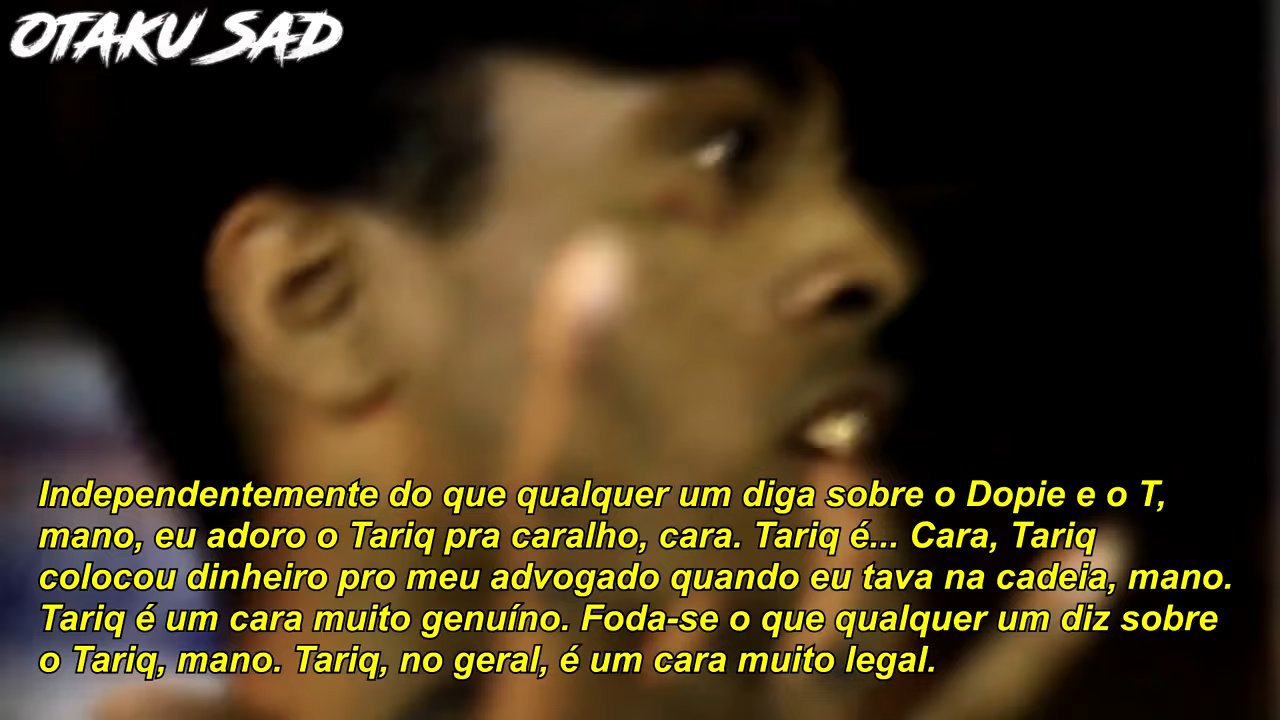 OTAKU SAD
Independentemente do que qualquer um diga sobre o Dopie e o T,
mano, eu adoro o Tariq pra caralho, cara. Tariq é... Cara, Tariq
colocou dinheiro pro meu advogado quando eu tava na cadeia, mano.
Tariq é um cara muito genuíno. Foda-se o que qualquer um diz sobre
o Tariq, mano. Tariq, no geral, é um cara muito legal.